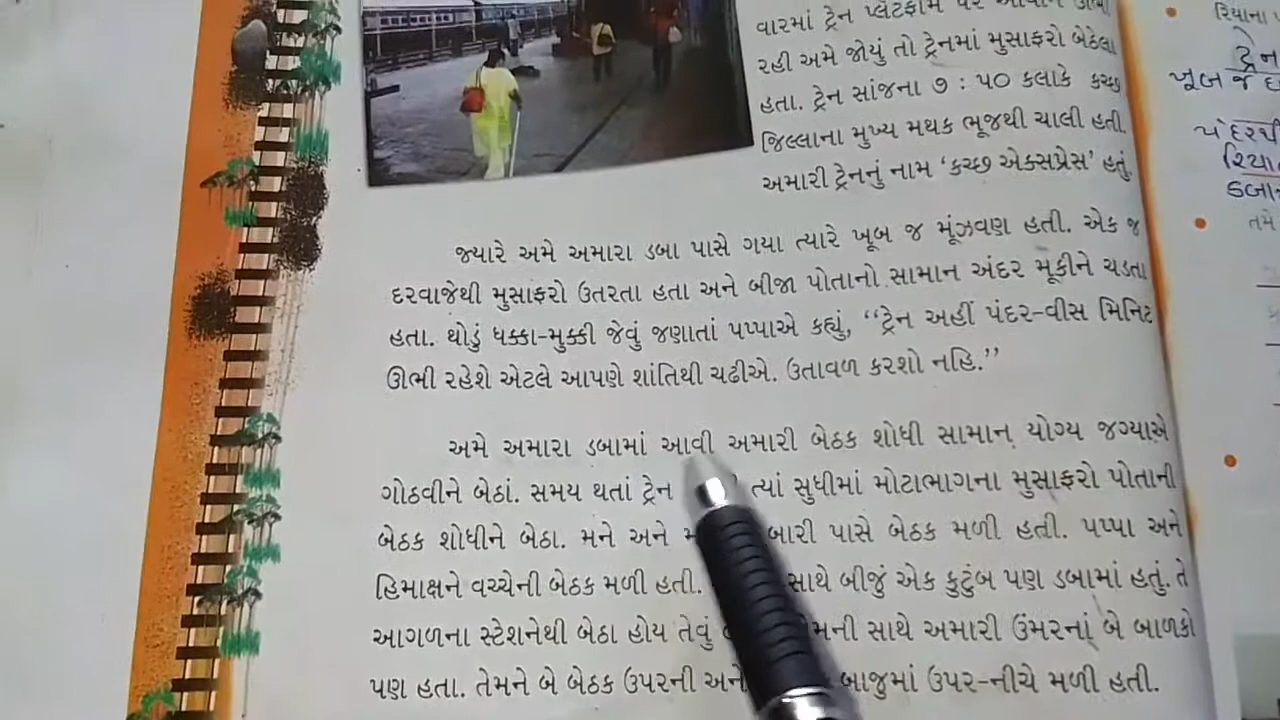 વારમાં ટ્રેન પ્લેટફોર્મ પર
રહી અમે જોયું તો ટ્રેનમાં મુસાફરો બેઠેલા
હતા. ટ્રેન સાંજના ૭ : ૫૦ કલાકે કચ્છ
જિલ્લાના મુખ્ય મથક ભૂજથી ચાલી હતી.
અમારી ટ્રેનનું નામ ‘કચ્છ એક્સપ્રેસ’ હતું.
જ્યારે અમે અમારા ડબા પાસે ગયા ત્યારે ખૂબ જ મૂંઝવણ હતી. એક જ
દરવાજેથી મુસાફરો ઉતરતા હતા અને બીજા પોતાનો સામાન અંદર મૂકીને ચડતા
હતા. થોડું ધક્કા-મુક્કી જેવું જણાતાં પપ્પાએ કહ્યું, “ટ્રેન અહીં પંદર-વીસ મિનિટ
ઊભી રહેશે એટલે આપણે શાંતિથી ચઢીએ. ઉતાવળ કરશો નહિ.”
અમે અમારા ડબામાં આવી અમારી બેઠક શોધી સામાન યોગ્ય જગ્યાએ
ગોઠવીને બેઠાં. સમય થતાં ટ્રેન ત્યાં સુધીમાં મોટાભાગના મુસાફરો પોતાની
બેઠક શોધીને બેઠા. મને અને બારી પાસે બેઠક મળી હતી. પપ્પા અને
હિમાક્ષને વચ્ચેની બેઠક મળી હતી. સાથે બીજું એક કુટુંબ પણ ડબામાં હતું. તે
આગળના સ્ટેશનેથી બેઠા હોય તેવું સાથે અમારી ઉંમરનાં બે બાળકો
પણ હતા. તેમને બે બેઠક ઉપરની અને બાજુમાં ઉપર-નીચે મળી હતી.
રિયાના
ટ્રેન
ખૂબ જ
તમે